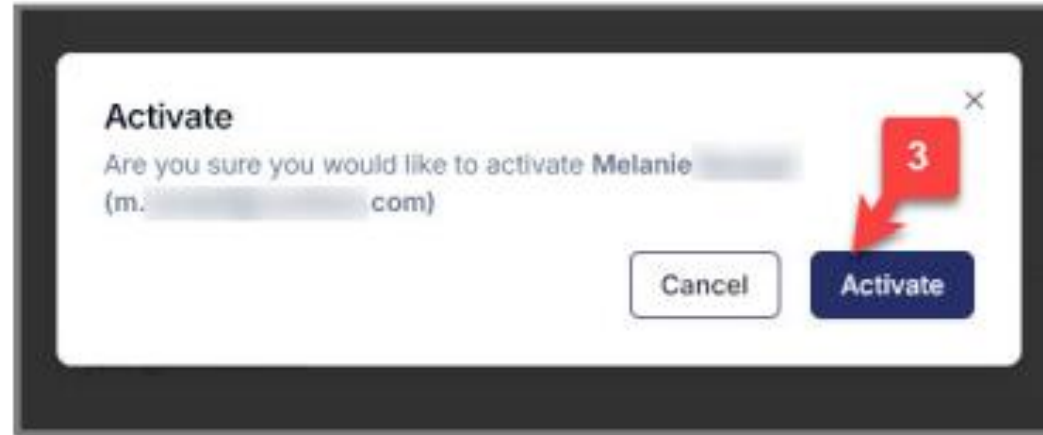 Activate
Are you sure you would like to activate Melanie
(m. com)
3
Cancel
Activate